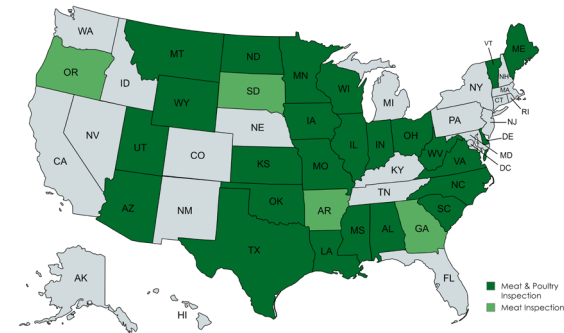 WA
MT
ND
MN
VT
ME
OR
ID
WY
SD
WI
MI
NY
NH
MA
CT
RI
NV
UT
NE
IA
IL
IN
OH
PA
NJ
DE
MD
DC
CA
CO
KS
MO
KY
WV
VA
AZ
NM
OK
AR
TN
NC
SC
TX
LA
MS
AL
GA
FL
AK
HI
Meat & Poultry
Inspection
Meat Inspection